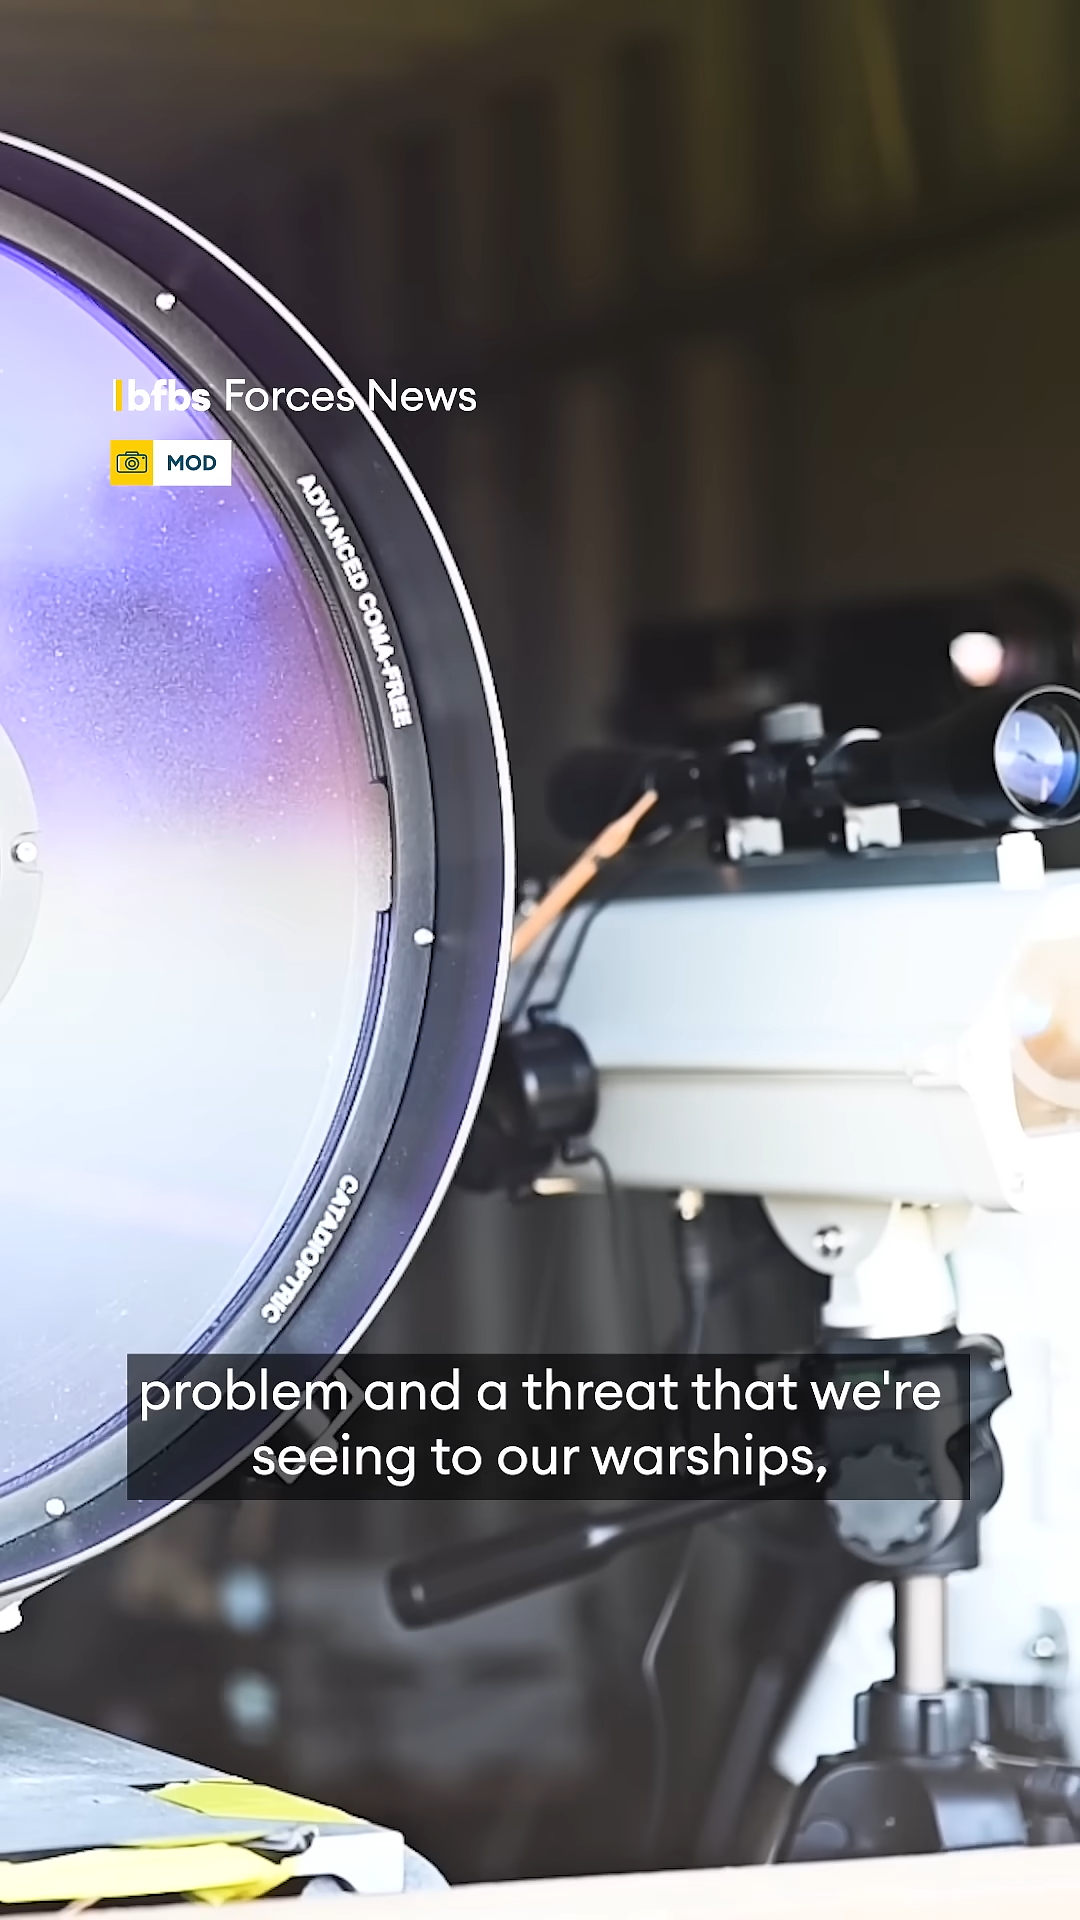 bfbs Forces News
MOD
ADVANCED COMA-FREE
CATADIOPTRIC
problem and a threat that we're
seeing to our warships,